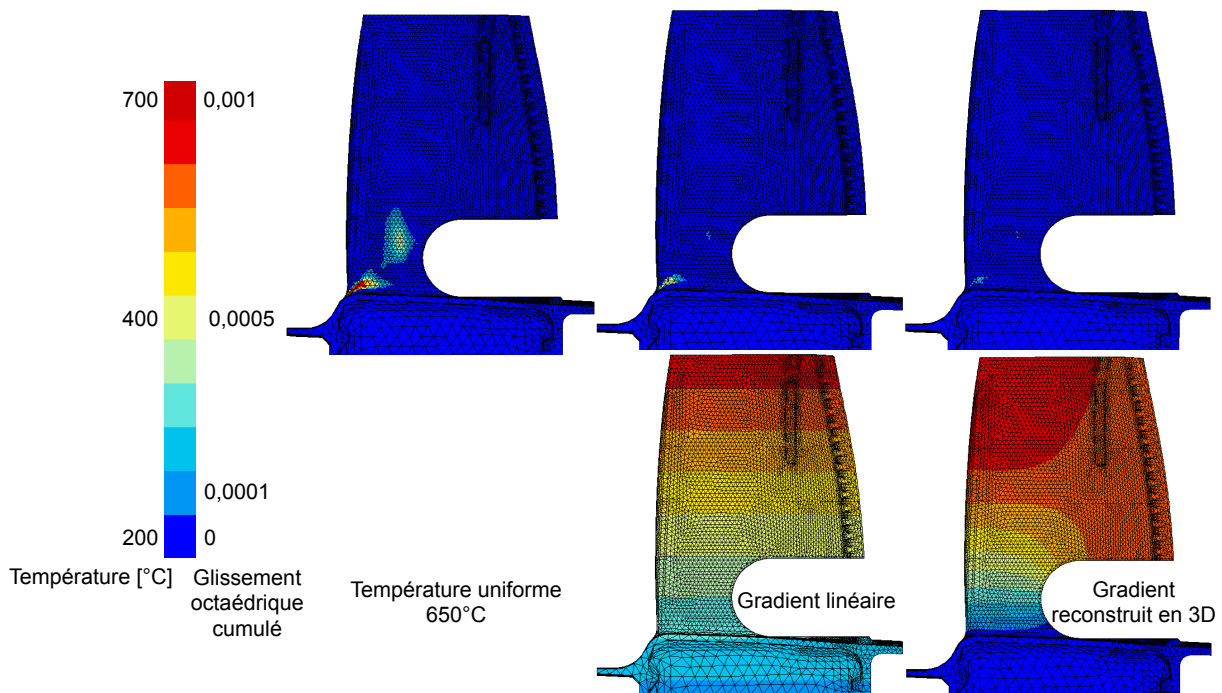 700
0,001
400
0,0005
0,0001
200
0
Température [°C]
Glissement
octaédrique
cumulé
Température uniforme
650°C
Gradient linéaire
Gradient
reconstruit en 3D